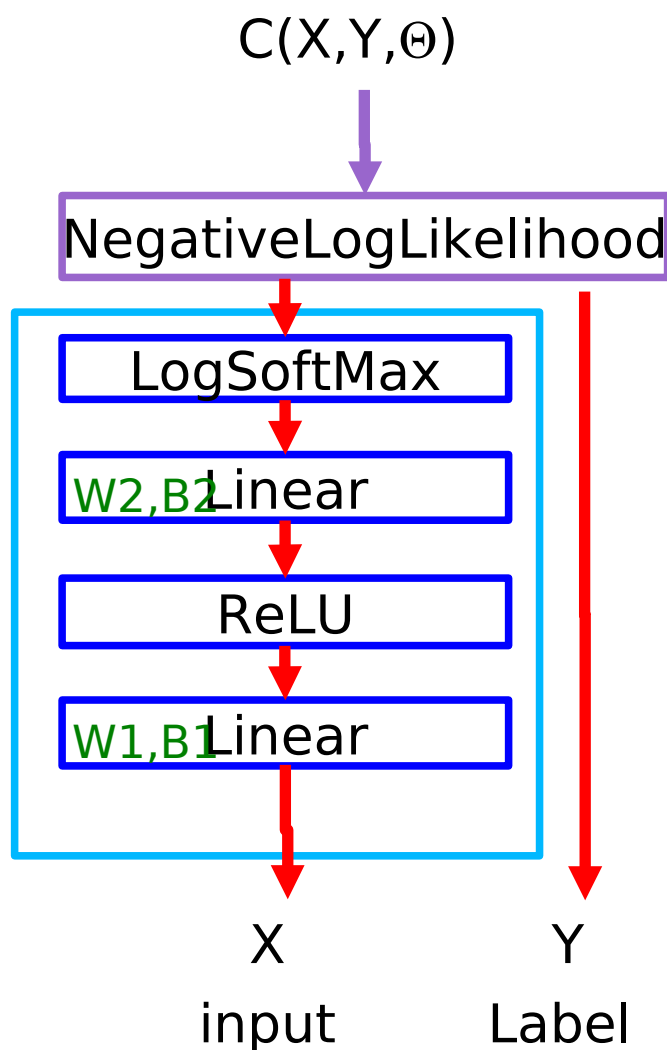 C(X,Y,Θ)
NegativeLogLikelihood
LogSoftMax
W2,B2 Linear
ReLU
W1,B1 Linear
X Y
input Label